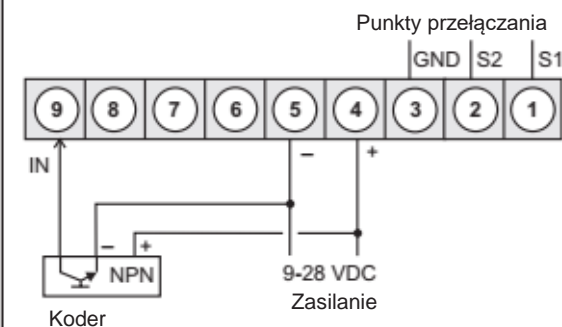 Punkty przełączania
GND S2 S1
9 8 7 6 5 4 3 2 1
IN − +
− +
NPN
9-28 VDC
Zasilanie
Koder